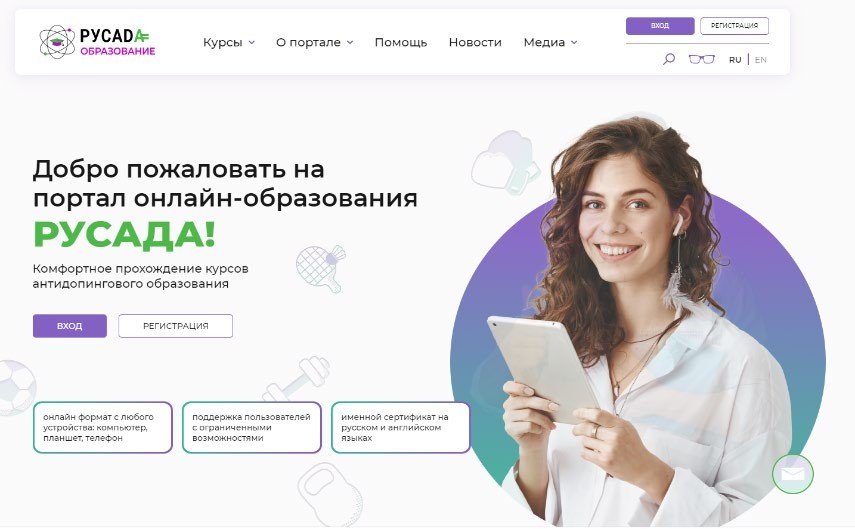 РУСАДА
ОБРАЗОВАНИЕ
Курсы
О портале
Помощь
Новости
Медиа
ВХОД
РЕГИСТРАЦИЯ
RU
EN
Добро пожаловать на
портал онлайн-образования
РУСАДА!
Комфортное прохождение курсов
антидопингового образования
ВХОД
РЕГИСТРАЦИЯ
онлайн формат с любого
устройства: компьютер,
планшет, телефон
поддержка пользователей
с ограниченными
возможностями
именной сертификат на
русском и английском
языках